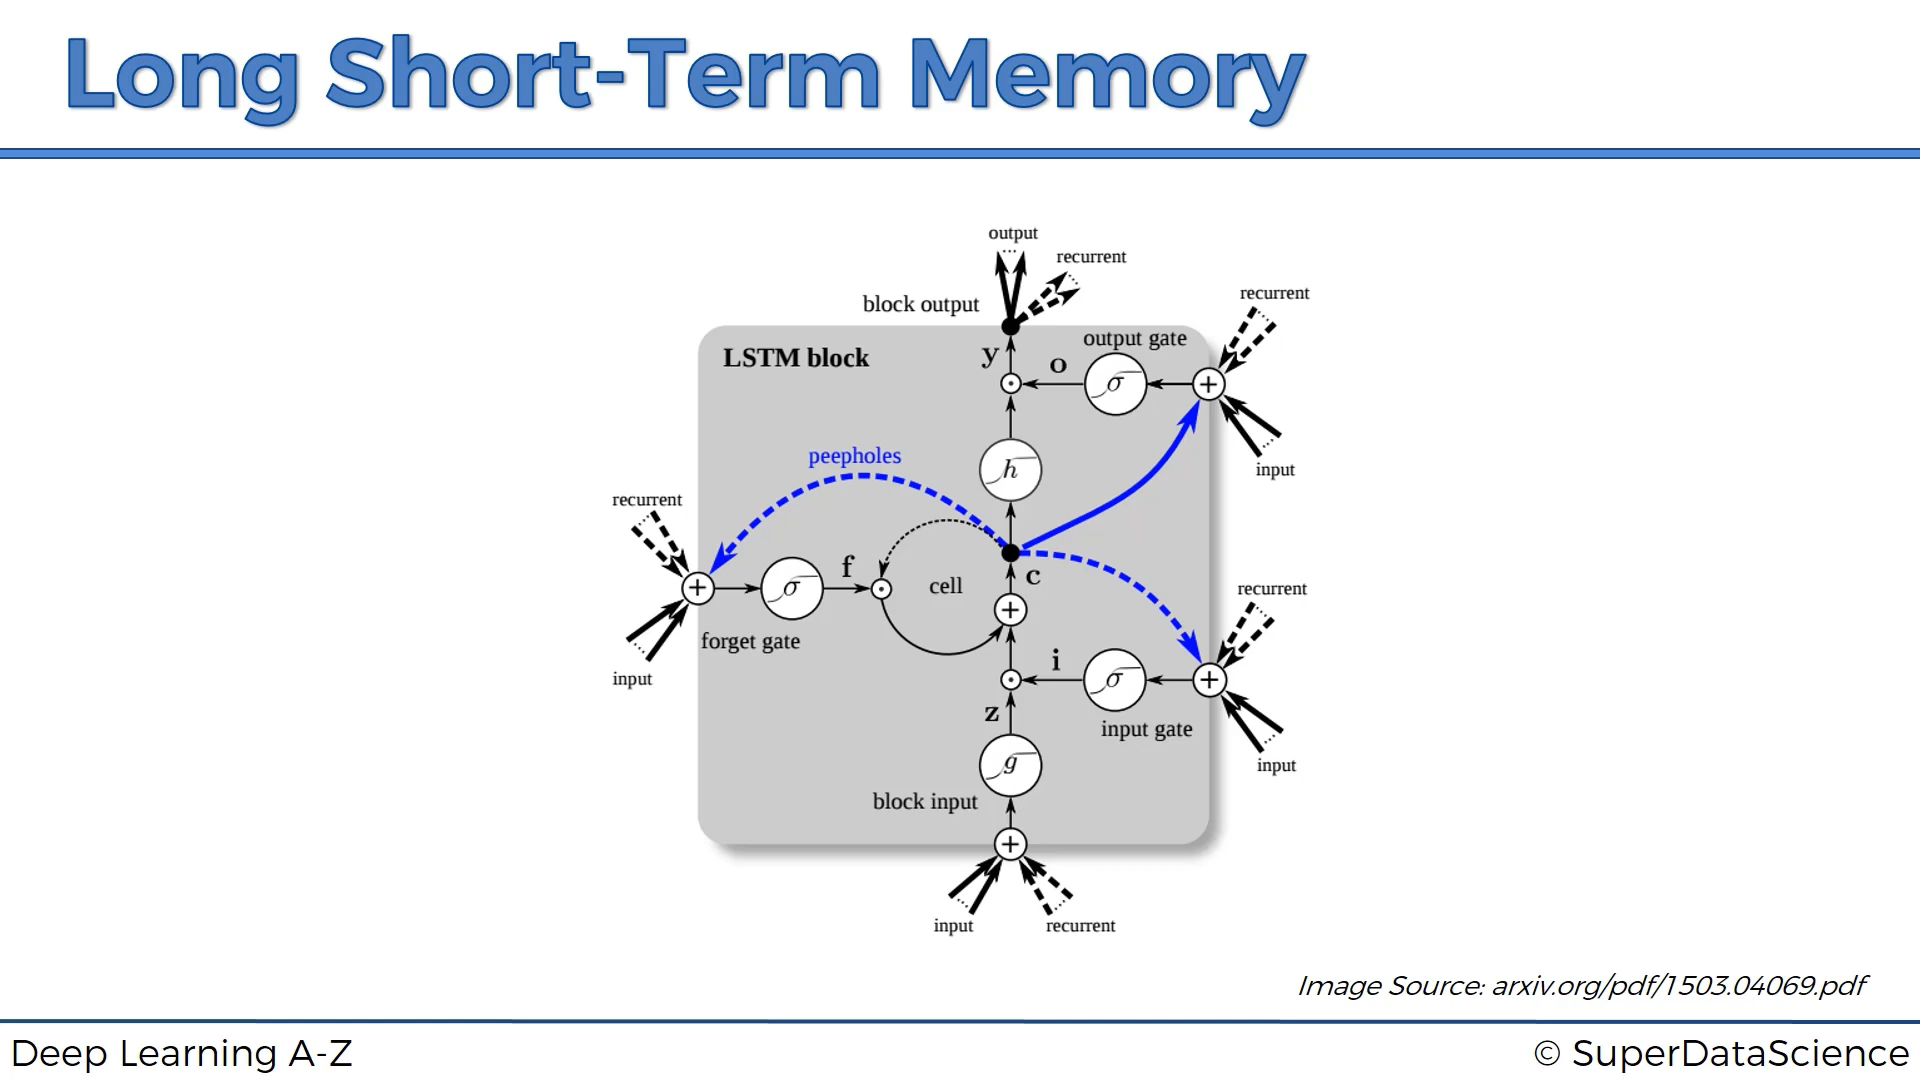 Long Short-Term Memory
output
recurrent
block output
recurrent
LSTM block
output gate
y
o
σ
input
h
peepholes
recurrent
f
σ
cell
c
forget gate
input
recurrent
i
σ
z
input gate
input
g
block input
input
recurrent
Image Source: arxiv.org/pdf/1503.04069.pdf
Deep Learning A-Z
© SuperDataScience